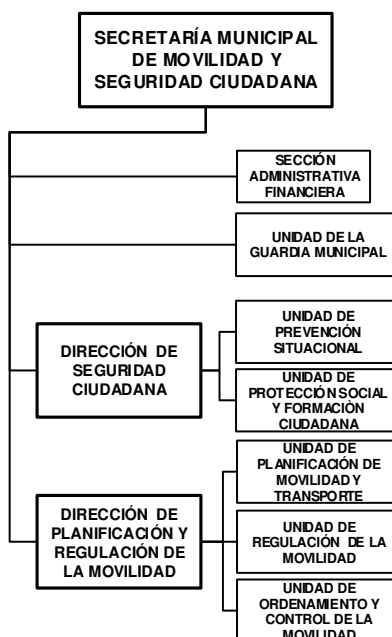 SECRETARÍA MUNICIPAL
DE MOVILIDAD Y
SEGURIDAD CIUDADANA
SECCIÓN
ADMINISTRATIVA
FINANCIERA
UNIDAD DE LA
GUARDIA MUNICIPAL
DIRECCIÓN DE
SEGURIDAD
CIUDADANA
UNIDAD DE
PREVENCIÓN
SITUACIONAL
UNIDAD DE
PROTECCIÓN SOCIAL
Y FORMACIÒN
CIUDADANA
DIRECCIÓN DE
PLANIFICACIÓN Y
REGULACIÓN DE
LA MOVILIDAD
UNIDAD DE
PLANIFICACIÓN DE
MOVILIDAD Y
TRANSPORTE
UNIDAD DE
REGULACIÓN DE LA
MOVILIDAD
UNIDAD DE
ORDENAMIENTO Y
CONTROL DE LA
MOVILIDAD